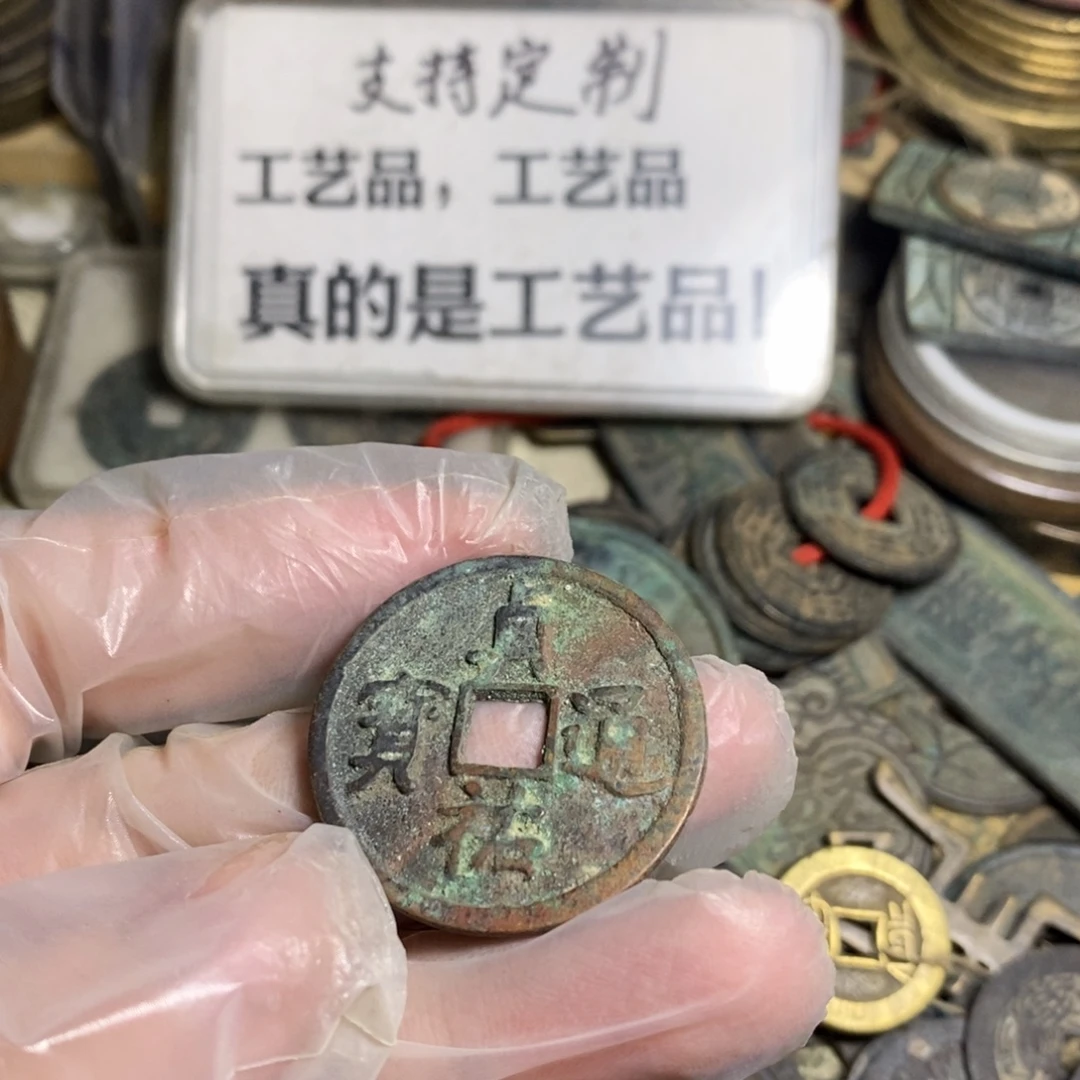 支持定制
工艺品，工艺品
真的是工艺品!
貞祐通寶